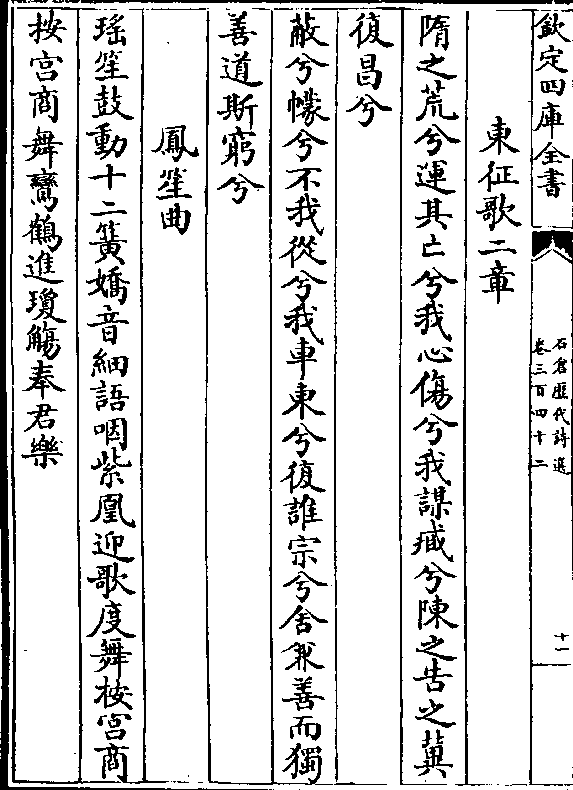 欽定四庫全書
石倉歷代詩選
卷三百四十二
十一
東征歌二章
隋之荒兮運其亡兮我心傷兮我謀臧兮陳之告之冀
復昌兮
蔽兮幪兮不我從兮我車東兮復誰宗兮舍兼善而獨
善道斯窮兮
鳳笙曲
瑤笙鼓動十二簧嬌音細語咽紫凰迎歌度舞按宮商
按宮商舞鸞鶴進瓊觴奉君樂